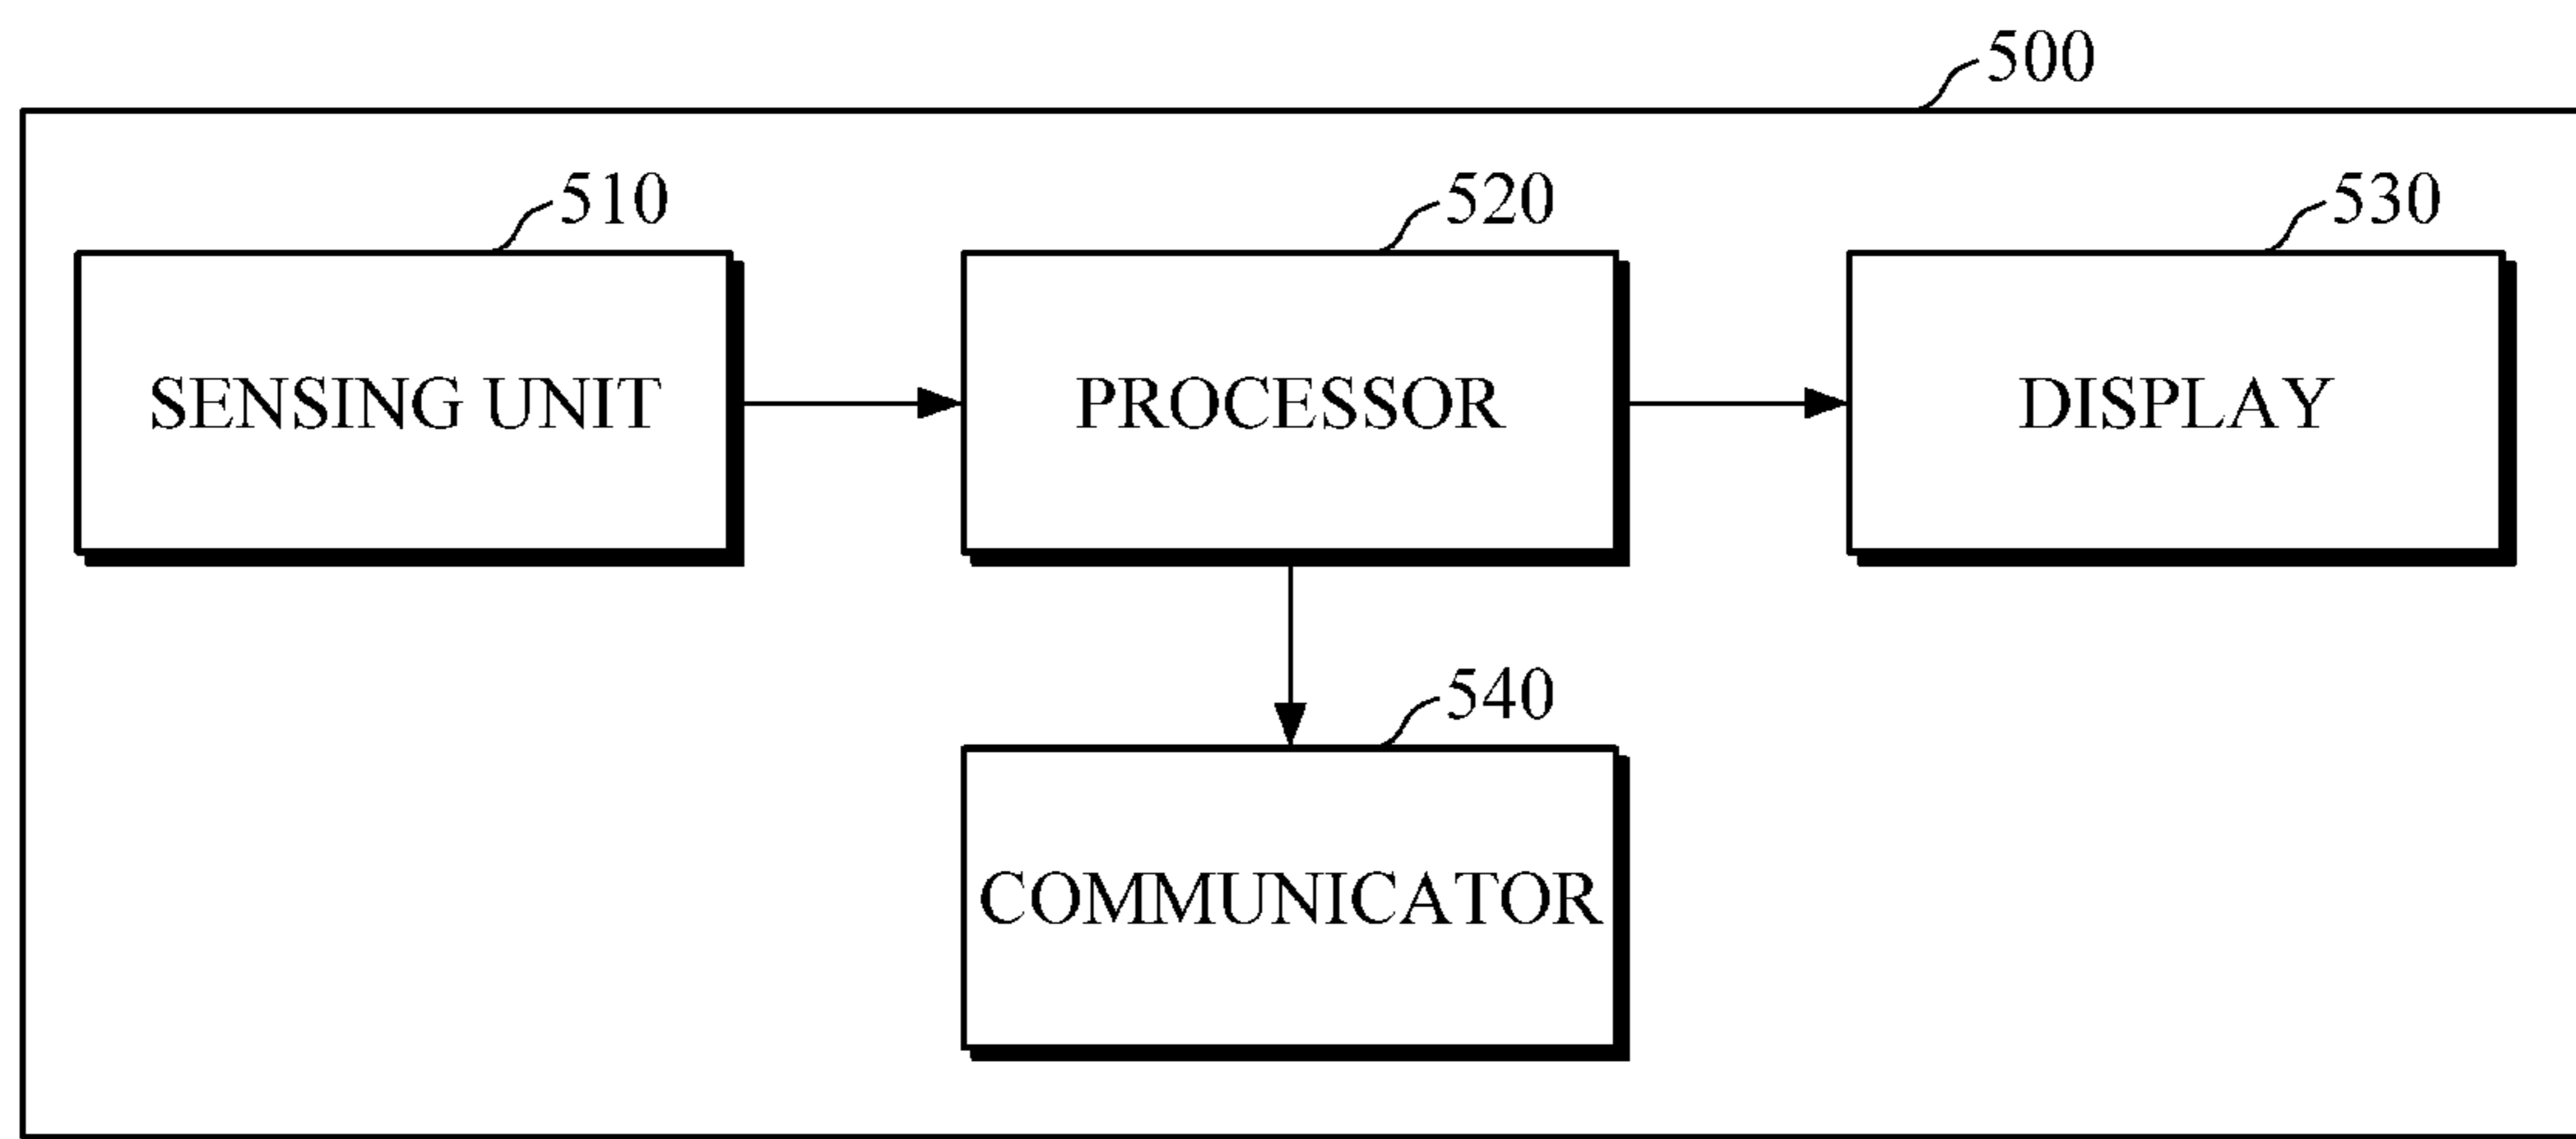 500
510
520
530
SENSING UNIT
PROCESSOR
DISPLAY
540
COMMUNICATOR